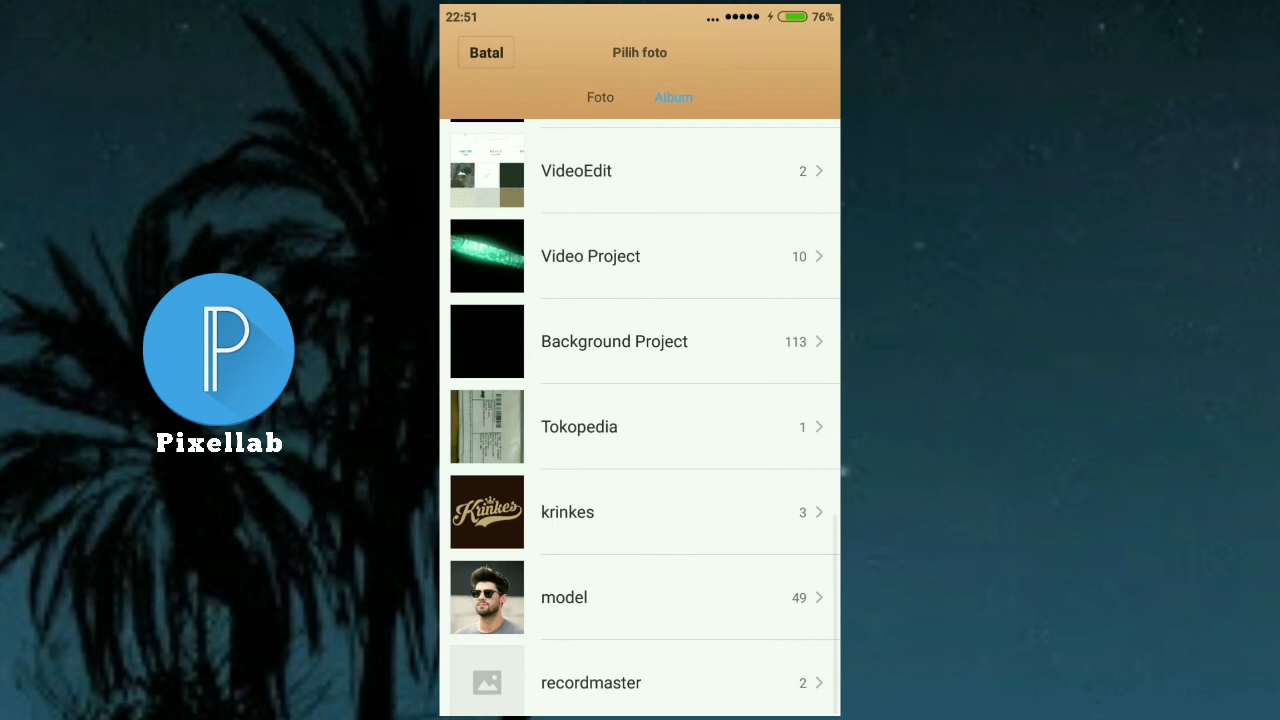 22:51
76%
Batal
Pilih foto
Foto
Album
VideoEdit
2
Video Project
10
Background Project
113
Tokopedia
1
Krinkes
krinkes
3
model
49
recordmaster
2
P
Pixellab